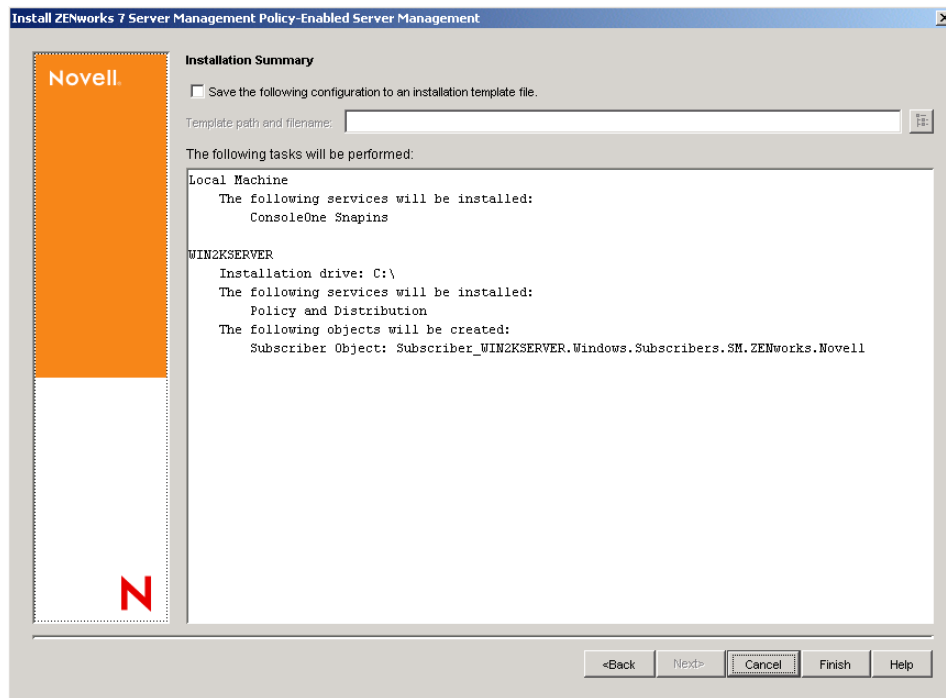 Install ZENworks 7 Server Management Policy-Enabled Server Management
Novell.
Installation Summary
Save the following configuration to an installation template file.
Template path and filename:
The following tasks will be performed:
Local Machine
The following services will be installed:
ConsoleOne Snapins
WIN2KSERVER
Installation drive: C:\
The following services will be installed:
Policy and Distribution
The following objects will be created:
Subscriber Object: Subscriber_WIN2KSERVER.Windows.Subscribers.SM.ZENworks.Novell
N
«Back Next» Cancel Finish Help